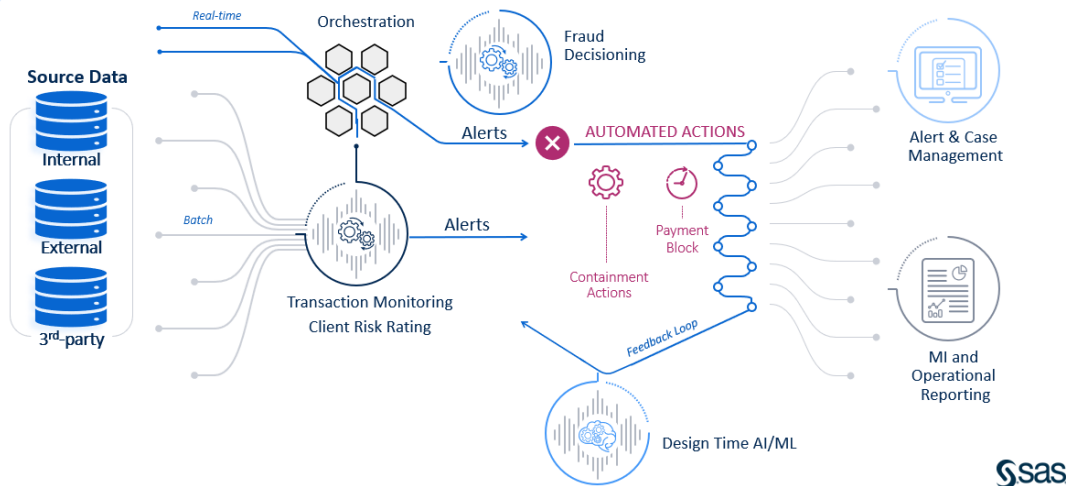 Real-time
Orchestration
Fraud
Decisioning
Source Data
Internal
External
3rd-party
Batch
Alerts
AUTOMATED ACTIONS
Alerts
Payment
Block
Containment
Actions
Transaction Monitoring
Client Risk Rating
Feedback Loop
Design Time AI/ML
Alert & Case
Management
MI and
Operational
Reporting
sas